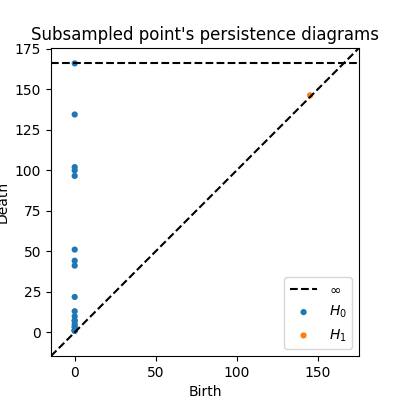 Subsampled point's persistence diagrams
175
150
125
100
75
50
25
0
Death
0 50 100 150
Birth
∞
H₀
H₁